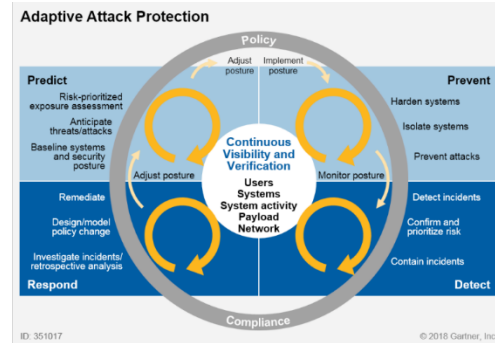 Adaptive Attack Protection
Policy
Adjust
posture
Implement
posture
Predict
Risk-prioritized
exposure assessment
Anticipate
threats/attacks
Baseline systems
and security
posture
Prevent
Harden systems
Isolate systems
Prevent attacks
Continuous
Visibility and
Verification
Users
Systems
System activity
Payload
Network
Adjust posture
Monitor posture
Remediate
Design/model
policy change
Investigate incidents/
retrospective analysis
Respond
Detect incidents
Confirm and
prioritize risk
Contain incidents
Detect
Compliance
ID: 351017
© 2018 Gartner, Inc